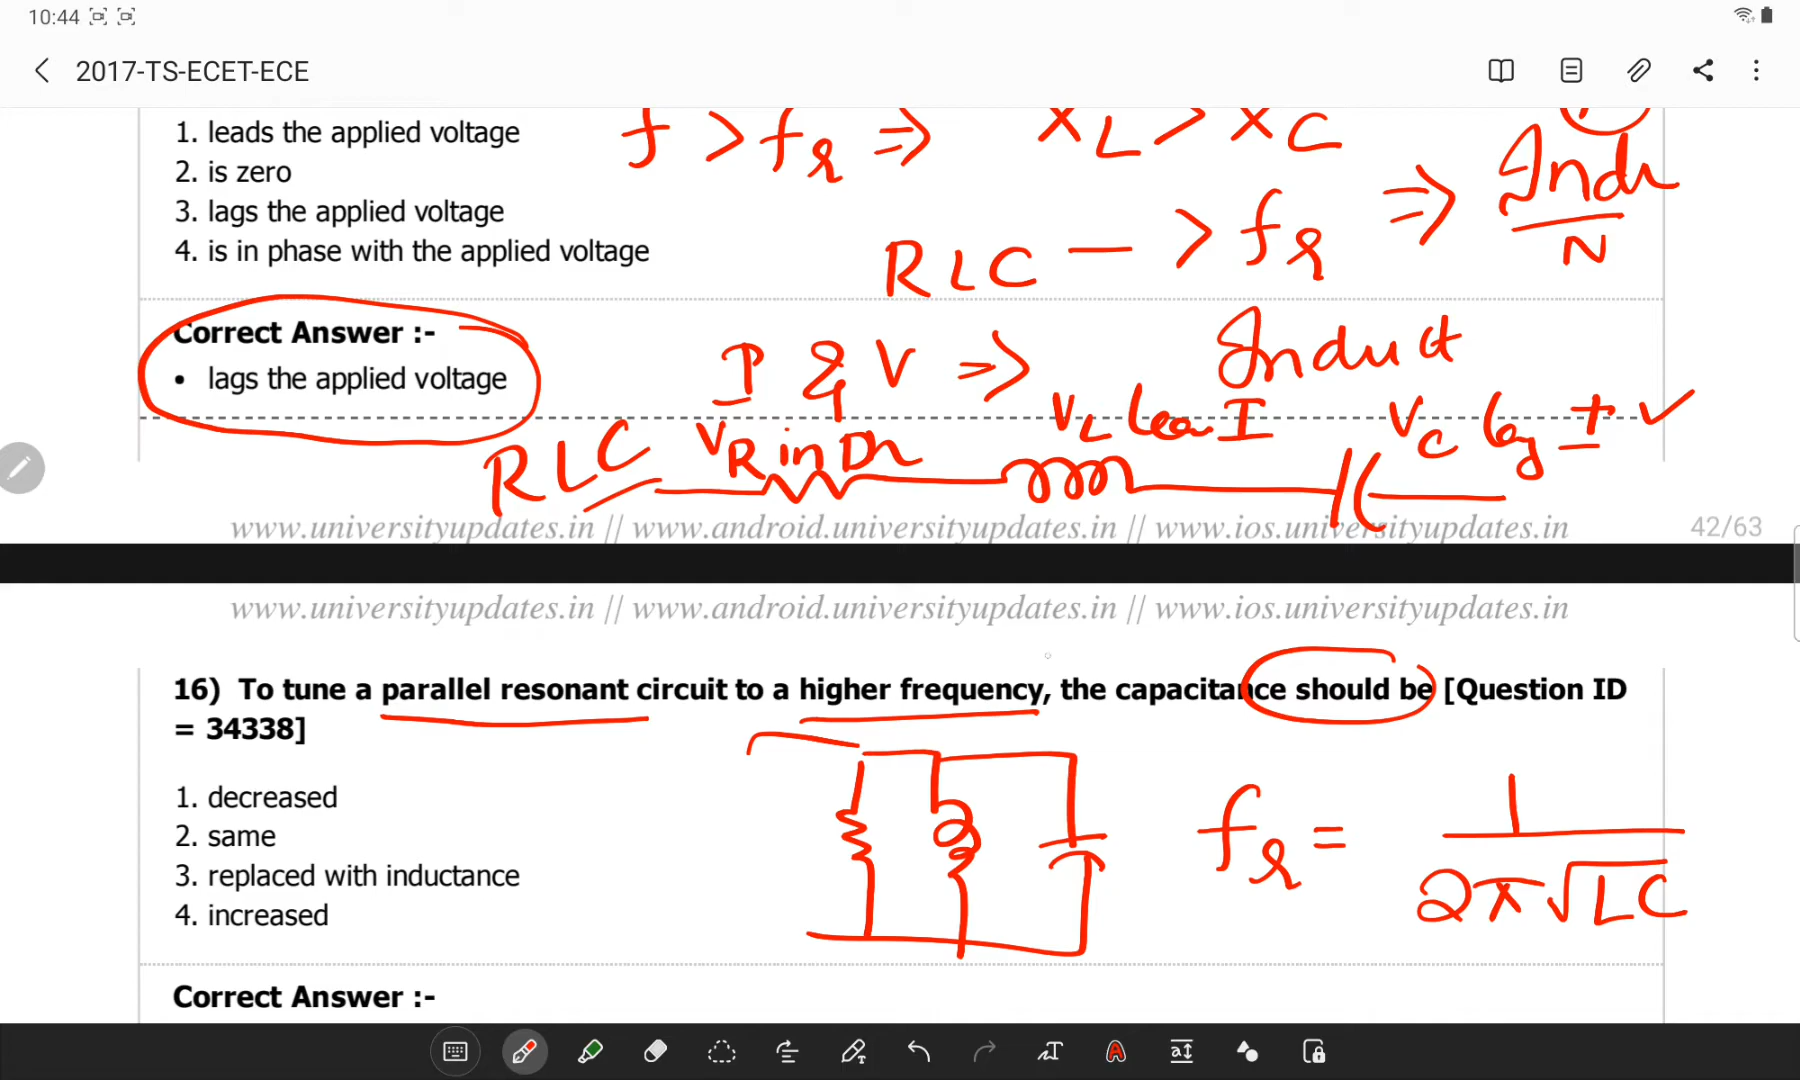 10:44
2017-TS-ECET-ECE
1. leads the applied voltage
2. is zero
3. lags the applied voltage
4. is in phase with the applied voltage
f > fr ⇒ XL > XC
RLC — > fr ⇒
N
Correct Answer :-
• lags the applied voltage
I & V ⇒ Induct
RLC VR in Ph VL lea I VC lag I ✓
www.universityupdates.in || www.android.universityupdates.in || www.ios.universityupdates.in
42/63
www.universityupdates.in || www.android.universityupdates.in || www.ios.universityupdates.in
16) To tune a parallel resonant circuit to a higher frequency, the capacitance should be [Question ID
= 34338]
1. decreased
2. same
3. replaced with inductance
4. increased
fr = 1 / 2π√LC
Correct Answer :-